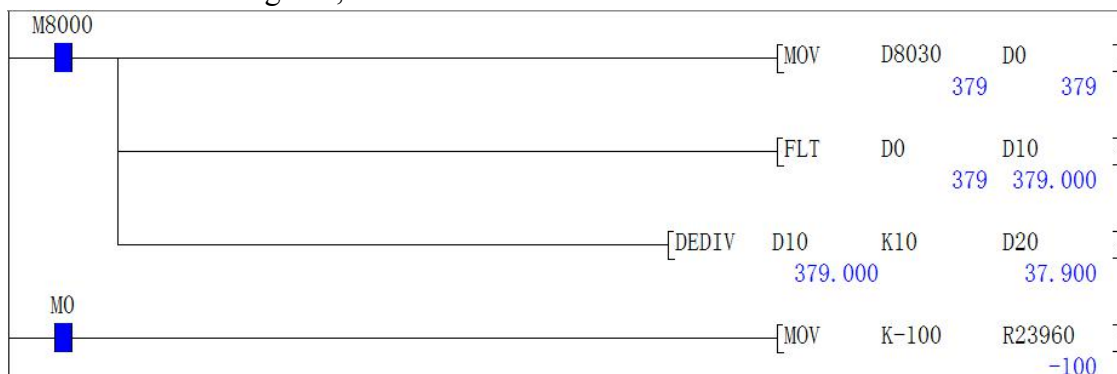 M8000
[MOV D8030 D0 ]
379 379
[FLT D0 D10 ]
379 379.000
[DEDIV D10 K10 D20 ]
379.000 37.900
M0
[MOV K-100 R23960 ]
-100